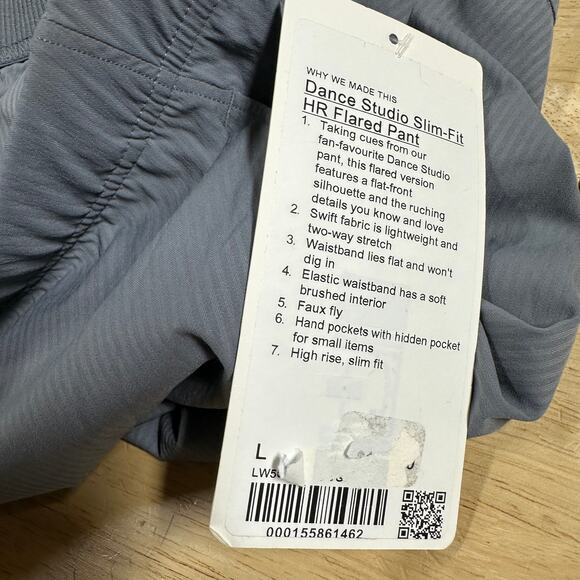 WHY WE MADE THIS
Dance Studio Slim-Fit
HR Flared Pant
1. Taking cues from our
fan-favourite Dance Studio
pant, this flared version
features a flat-front
silhouette and the ruching
details you know and love
2. Swift fabric is lightweight and
two-way stretch
3. Waistband lies flat and won't
dig in
4. Elastic waistband has a soft
brushed interior
5. Faux fly
6. Hand pockets with hidden pocket
for small items
7. High rise, slim fit
L
000155861462